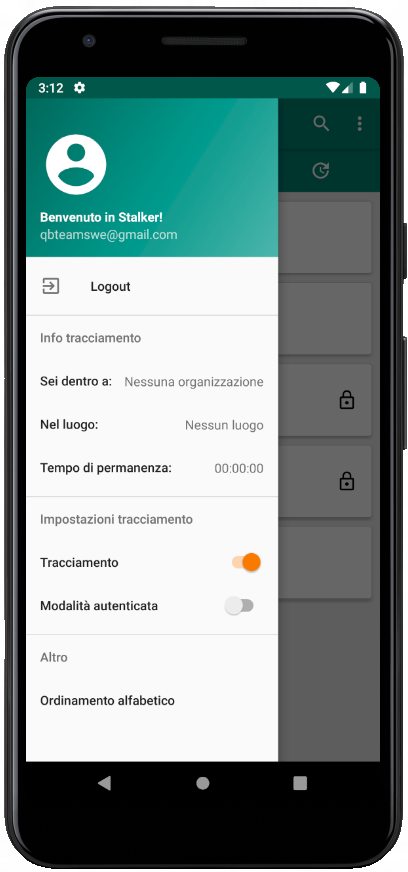 3:12
Benvenuto in Stalker!
qbteamswe@gmail.com
Logout
Info tracciamento
Sei dentro a: Nessuna organizzazione
Nel luogo: Nessun luogo
Tempo di permanenza: 00:00:00
Impostazioni tracciamento
Tracciamento
Modalità autenticata
Altro
Ordinamento alfabetico